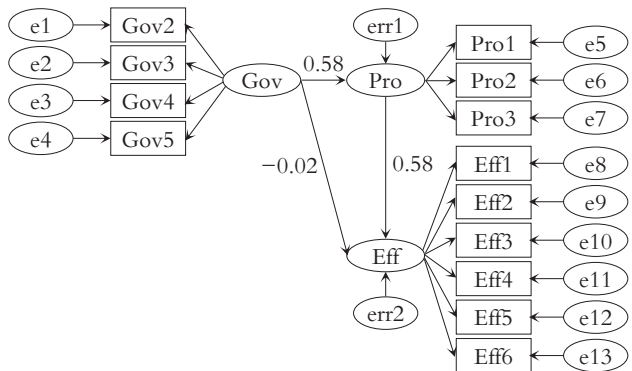 e1 Gov2
e2 Gov3
e3 Gov4
e4 Gov5
Gov
0.58
err1
Pro
Pro1 e5
Pro2 e6
Pro3 e7
−0.02
0.58
Eff
err2
Eff1 e8
Eff2 e9
Eff3 e10
Eff4 e11
Eff5 e12
Eff6 e13